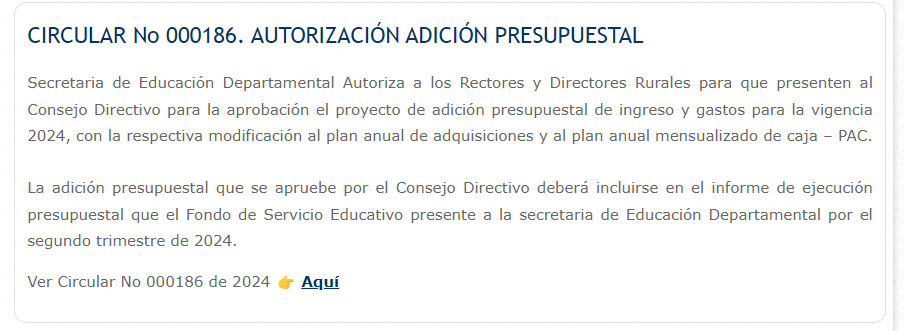 CIRCULAR No 000186. AUTORIZACIÓN ADICIÓN PRESUPUESTAL
Secretaria de Educación Departamental Autoriza a los Rectores y Directores Rurales para que presenten al
Consejo Directivo para la aprobación el proyecto de adición presupuestal de ingreso y gastos para la vigencia
2024, con la respectiva modificación al plan anual de adquisiciones y al plan anual mensualizado de caja – PAC.
La adición presupuestal que se apruebe por el Consejo Directivo deberá incluirse en el informe de ejecución
presupuestal que el Fondo de Servicio Educativo presente a la secretaria de Educación Departamental por el
segundo trimestre de 2024.
Ver Circular No 000186 de 2024 👉 Aquí